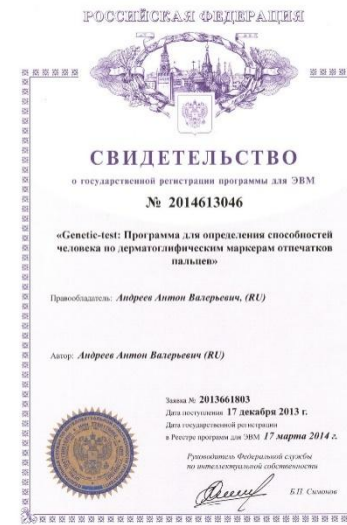 РОССИЙСКАЯ ФЕДЕРАЦИЯ
СВИДЕТЕЛЬСТВО
о государственной регистрации программы для ЭВМ
№ 2014613046
«Genetic-test: Программа для определения способностей
человека по дерматоглифическим маркерам отпечатков
пальцев»
Правообладатель: Андреев Антон Валерьевич, (RU)
Автор: Андреев Антон Валерьевич (RU)
Заявка № 2013661803
Дата поступления 17 декабря 2013 г.
Дата государственной регистрации
в Реестре программ для ЭВМ 17 марта 2014 г.
Руководитель Федеральной службы
по интеллектуальной собственности
Б.П. Симонов